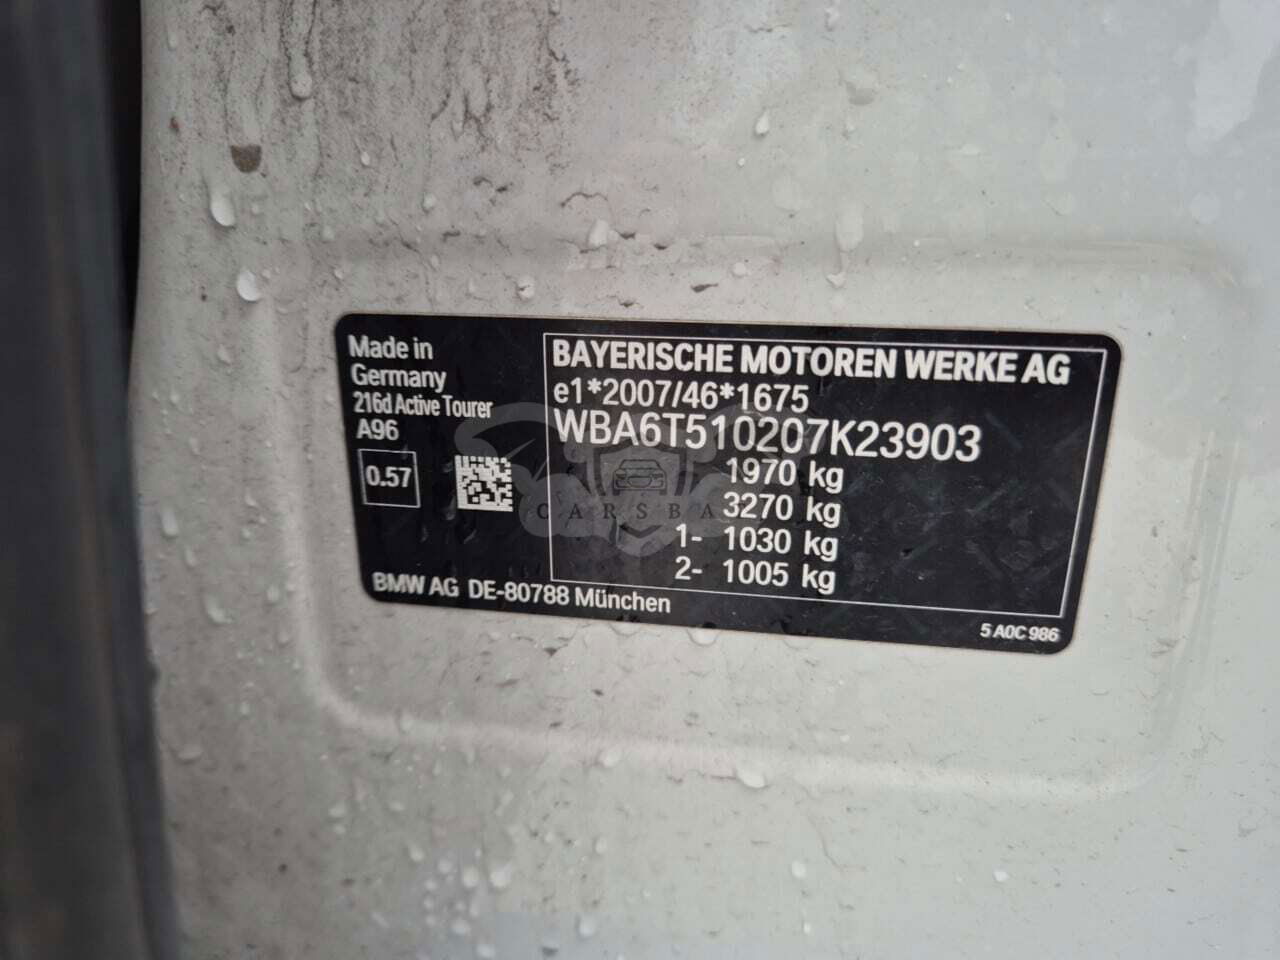 Made in
Germany
216d Active Tourer
A96
0.57
BAYERISCHE MOTOREN WERKE AG
e1*2007/46*1675
WBA6T510207K23903
1970 kg
3270 kg
1- 1030 kg
2- 1005 kg
BMW AG DE-80788 München
5 A0C 986
CARSBA